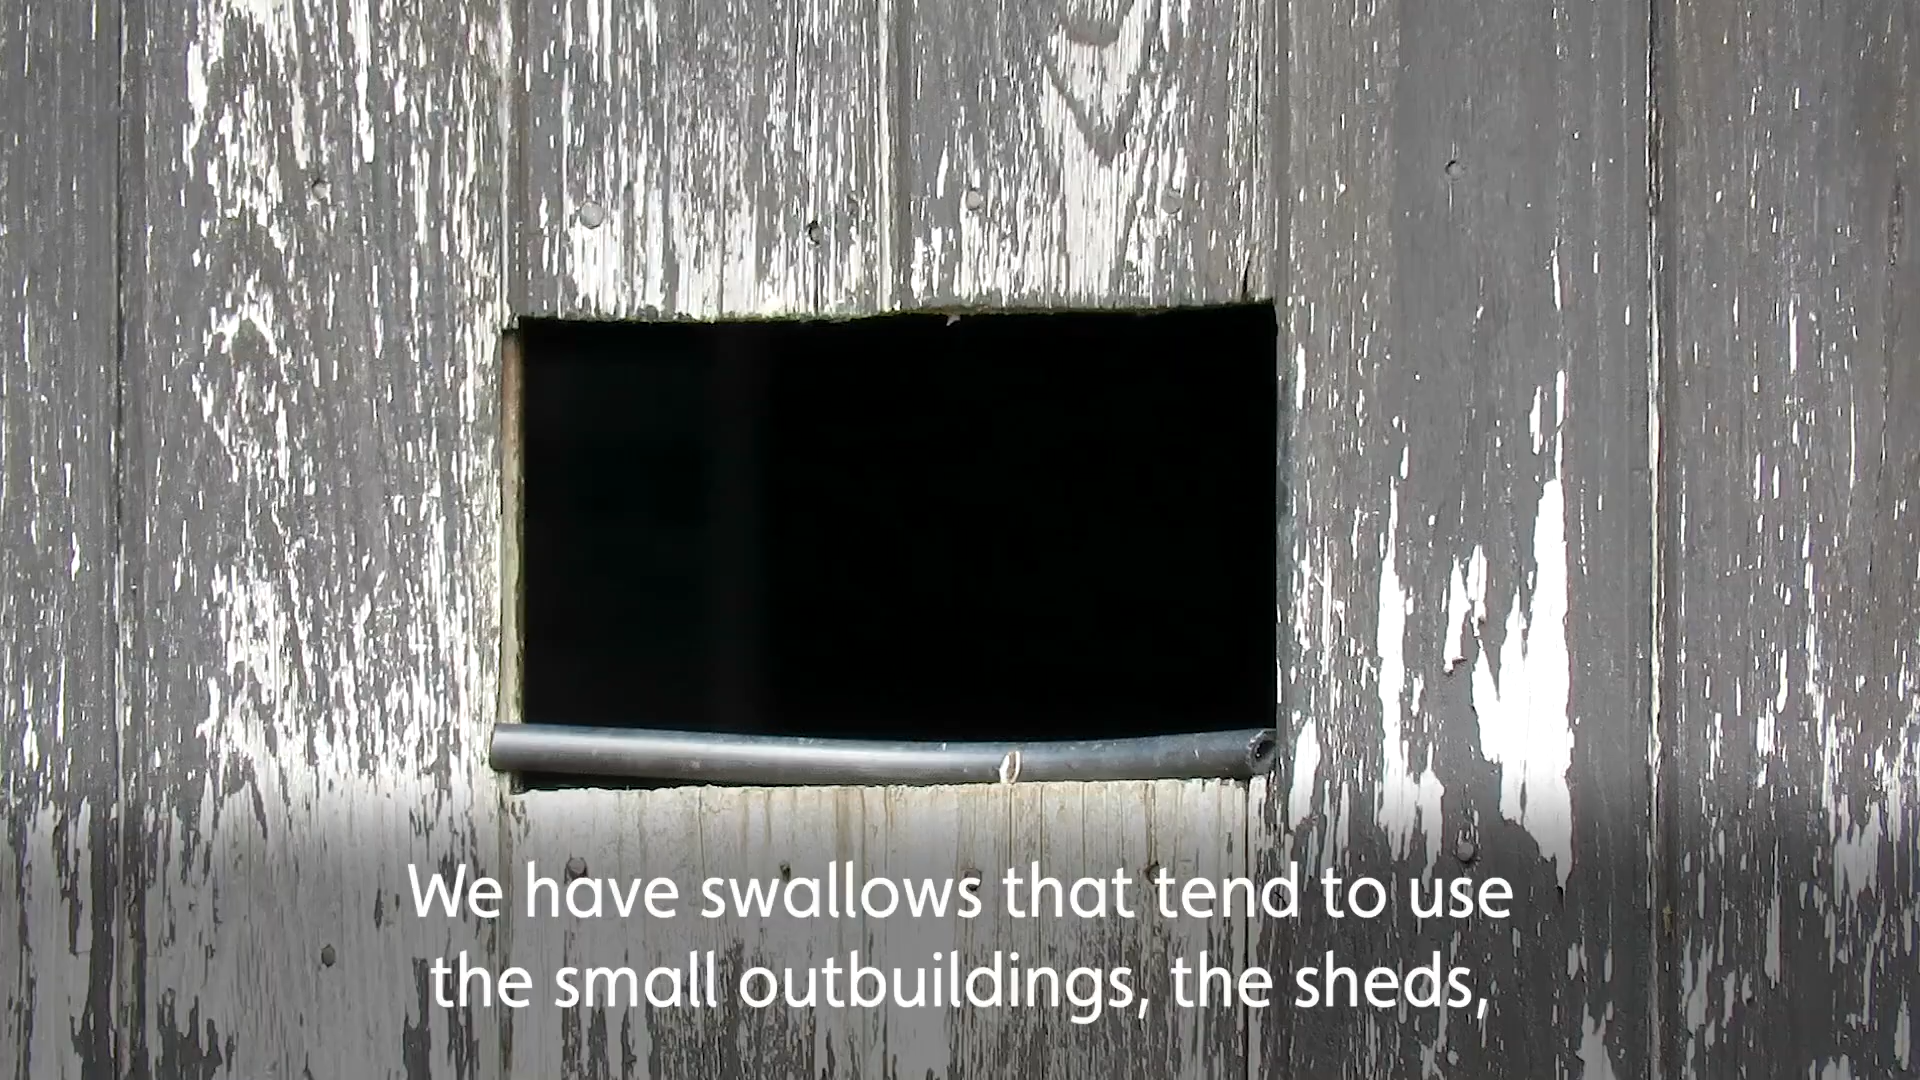 We have swallows that tend to use
the small outbuildings, the sheds,